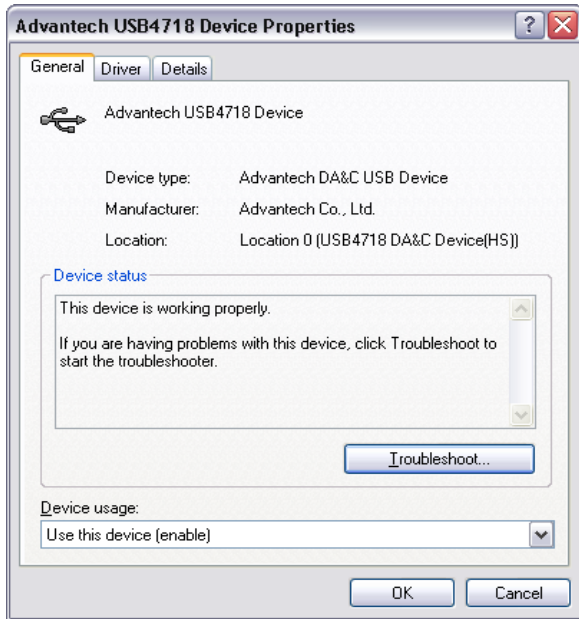 Advantech USB4718 Device Properties
General Driver Details
Advantech USB4718 Device
Device type: Advantech DA&C USB Device
Manufacturer: Advantech Co., Ltd.
Location: Location 0 (USB4718 DA&C Device(HS))
Device status
This device is working properly.
If you are having problems with this device, click Troubleshoot to
start the troubleshooter.
Troubleshoot...
Device usage:
Use this device (enable)
OK Cancel